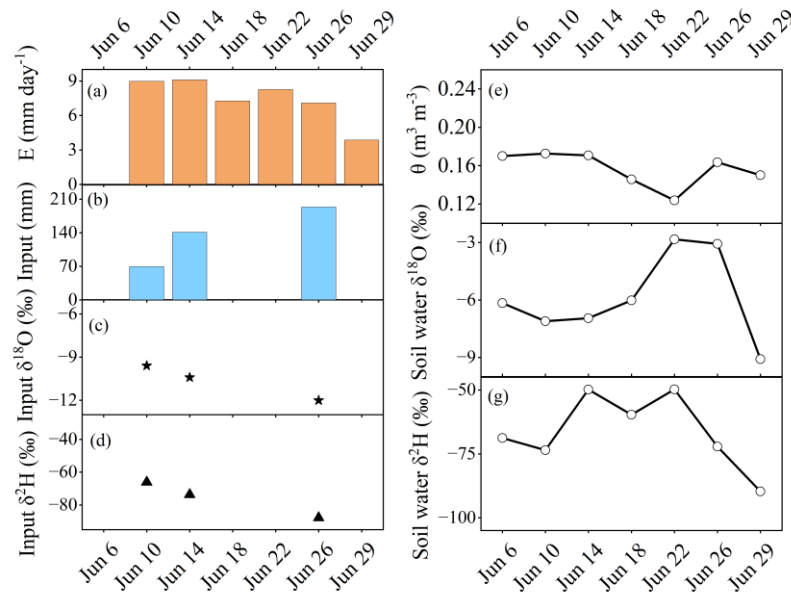 Jun 6
Jun 10
Jun 14
Jun 18
Jun 22
Jun 26
Jun 29
E (mm day⁻¹)
9
6
3
0
(a)
Input (mm)
210
140
70
0
(b)
Input δ¹⁸O (‰)
−6
−9
−12
(c)
Input δ²H (‰)
−40
−60
−80
(d)
Jun 6
Jun 10
Jun 14
Jun 18
Jun 22
Jun 26
Jun 29
Jun 6
Jun 10
Jun 14
Jun 18
Jun 22
Jun 26
Jun 29
θ (m³ m⁻³)
0.24
0.20
0.16
0.12
(e)
Soil water δ¹⁸O (‰)
−3
−6
−9
(f)
Soil water δ²H (‰)
−50
−75
−100
(g)
Jun 6
Jun 10
Jun 14
Jun 18
Jun 22
Jun 26
Jun 29